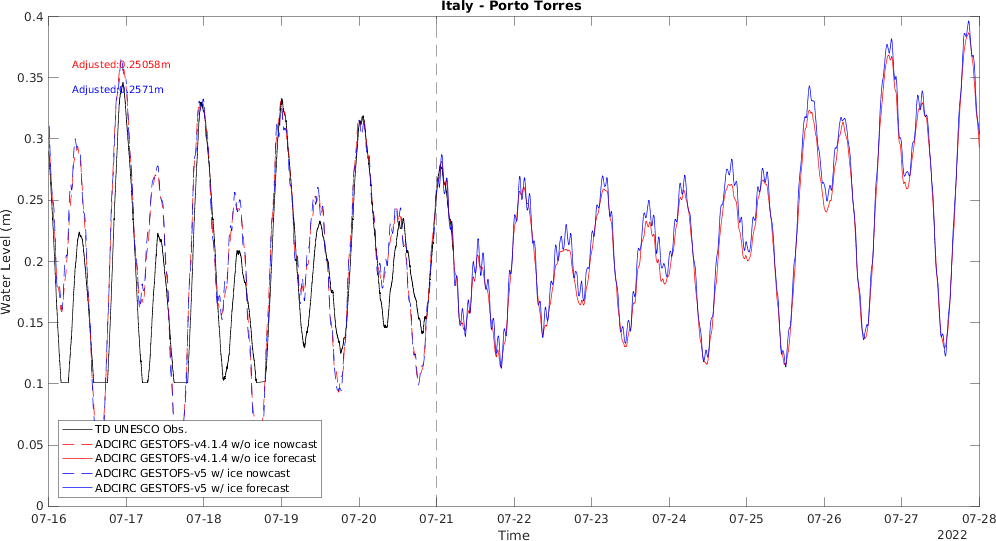 Italy - Porto Torres
0.4
0.35
0.3
0.25
0.2
0.15
0.1
0.05
0
Water Level (m)
Adjusted:0.25058m
Adjusted:0.2571m
TD UNESCO Obs.
ADCIRC GESTOFS-v4.1.4 w/o ice nowcast
ADCIRC GESTOFS-v4.1.4 w/o ice forecast
ADCIRC GESTOFS-v5 w/ ice nowcast
ADCIRC GESTOFS-v5 w/ ice forecast
07-16 07-17 07-18 07-19 07-20 07-21 07-22 07-23 07-24 07-25 07-26 07-27 07-28
Time
2022